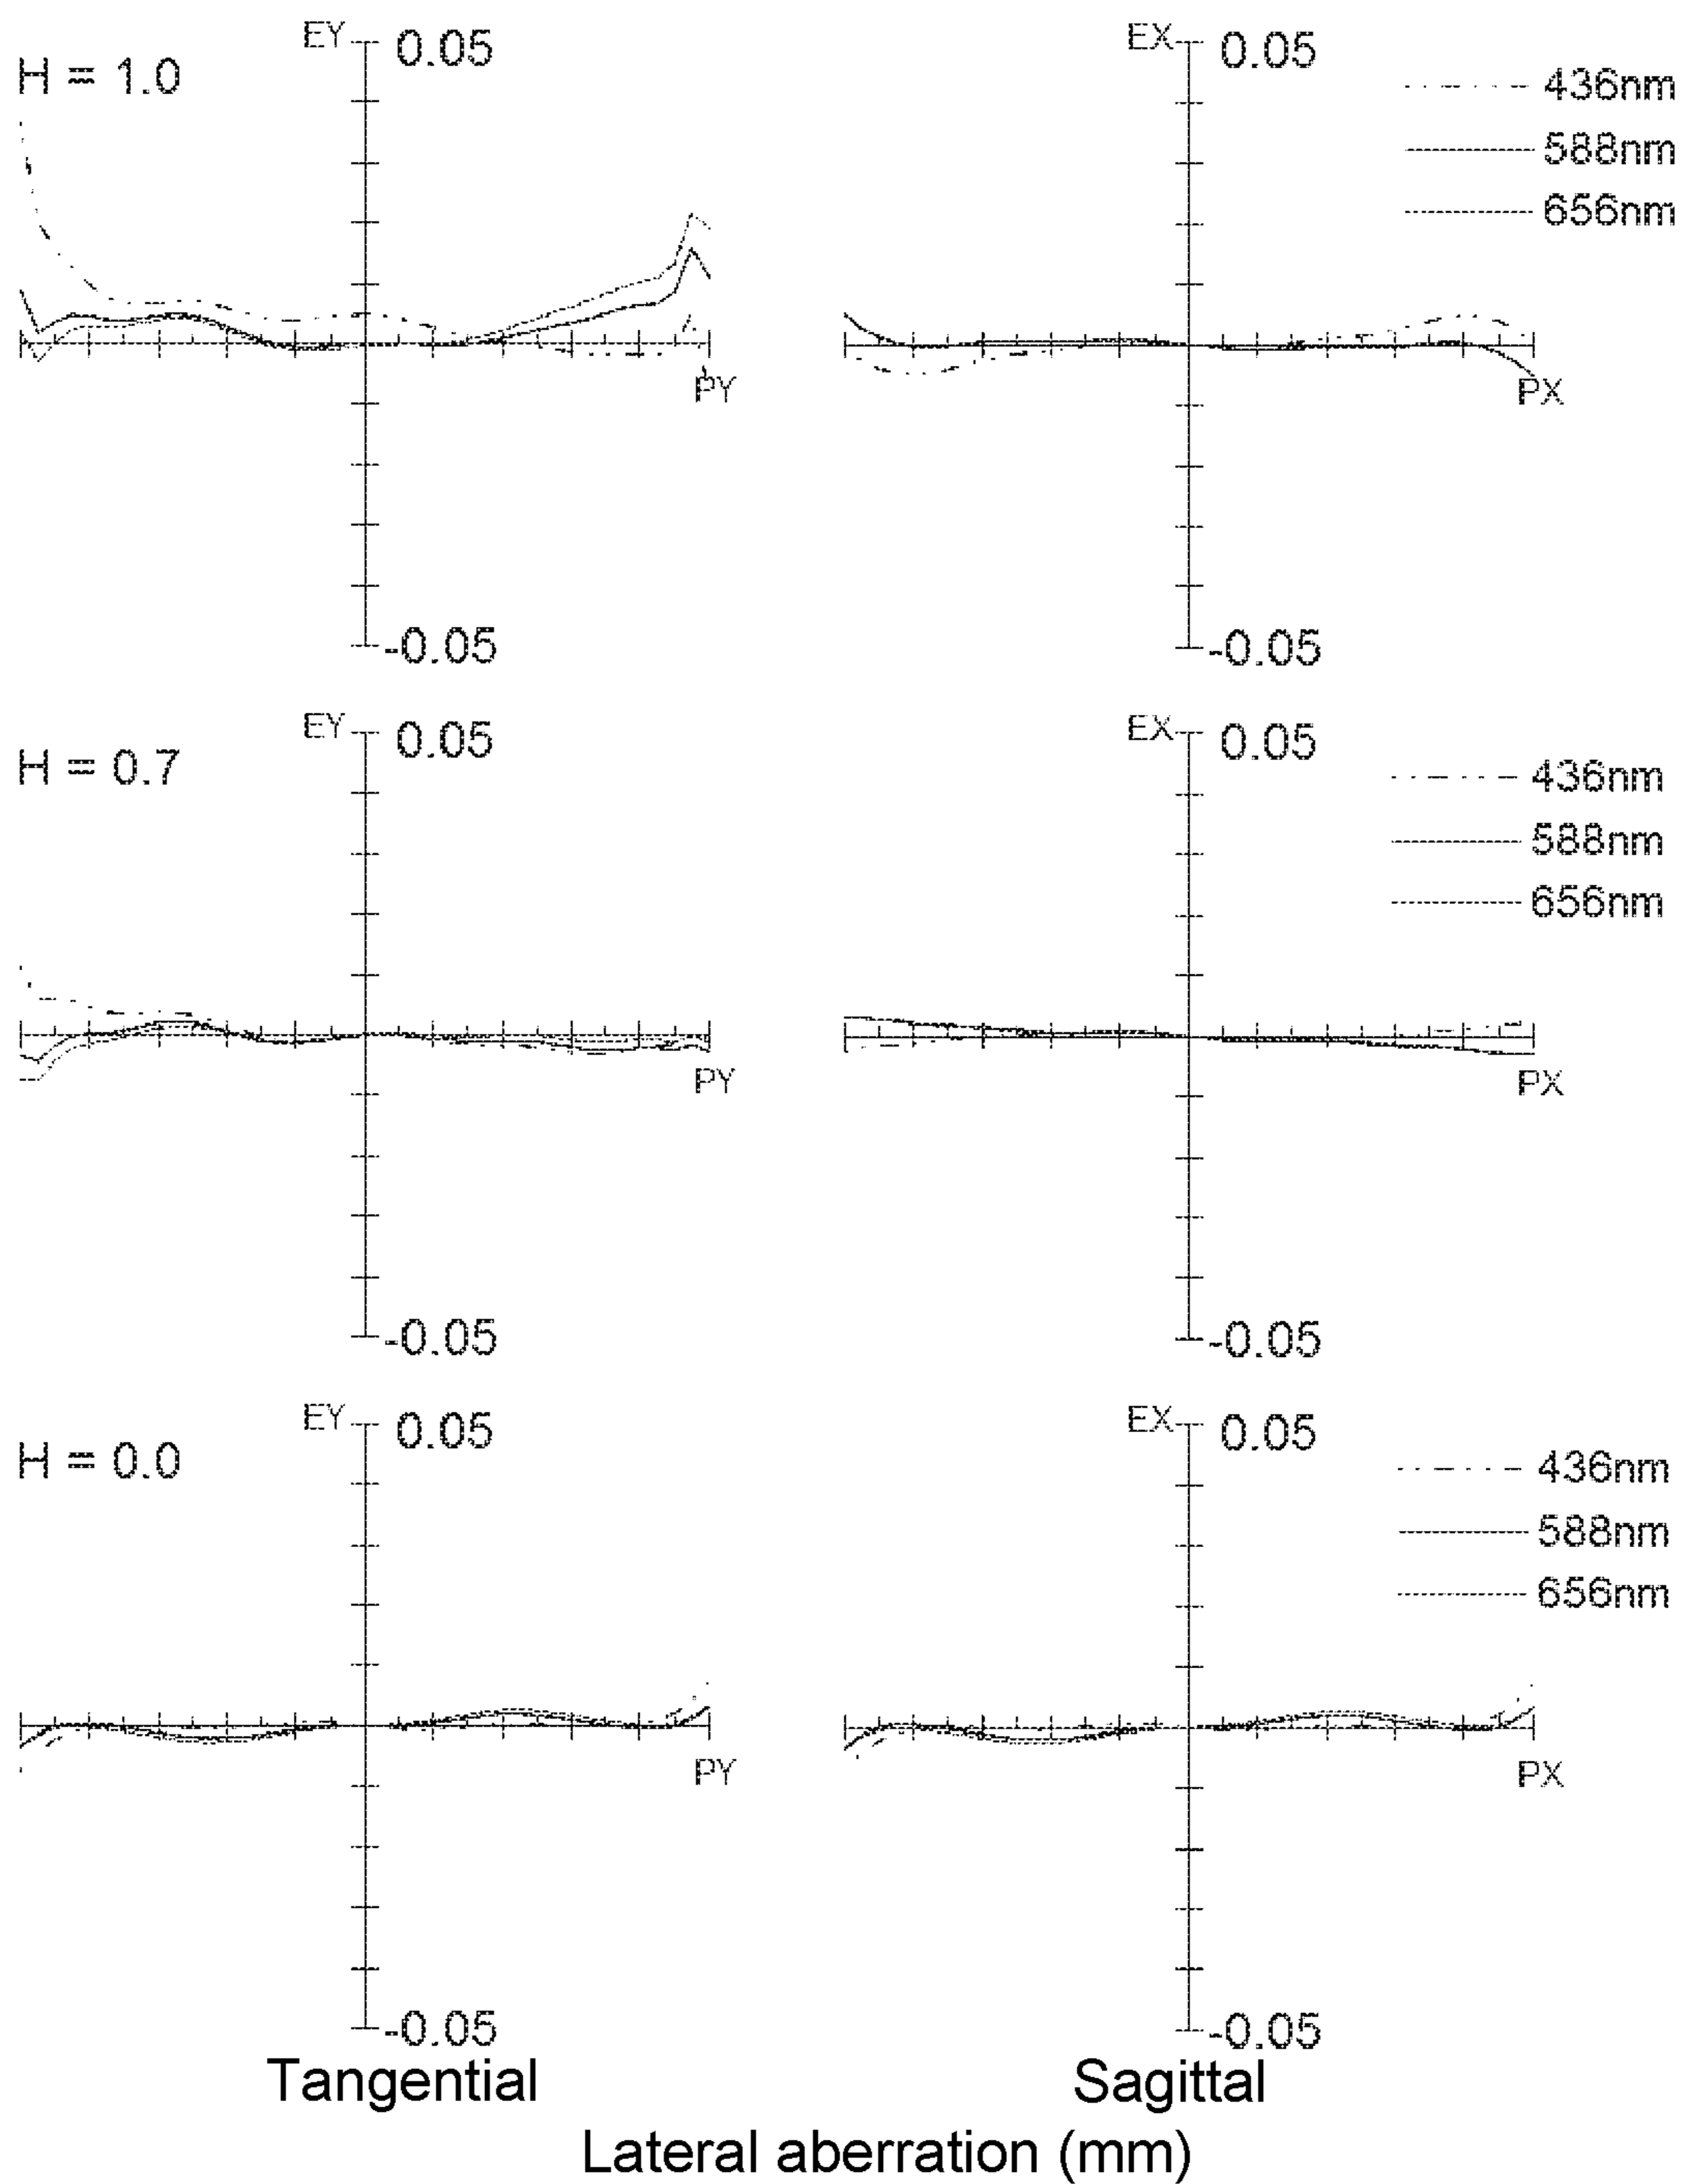 EY 0.05 EX 0.05
H = 1.0
436nm
588nm
656nm
PY PX
-0.05 -0.05
EY 0.05 EX 0.05
H = 0.7
436nm
588nm
656nm
PY PX
-0.05 -0.05
EY 0.05 EX 0.05
H = 0.0
436nm
588nm
656nm
PY PX
-0.05 -0.05
Tangential Sagittal
Lateral aberration (mm)